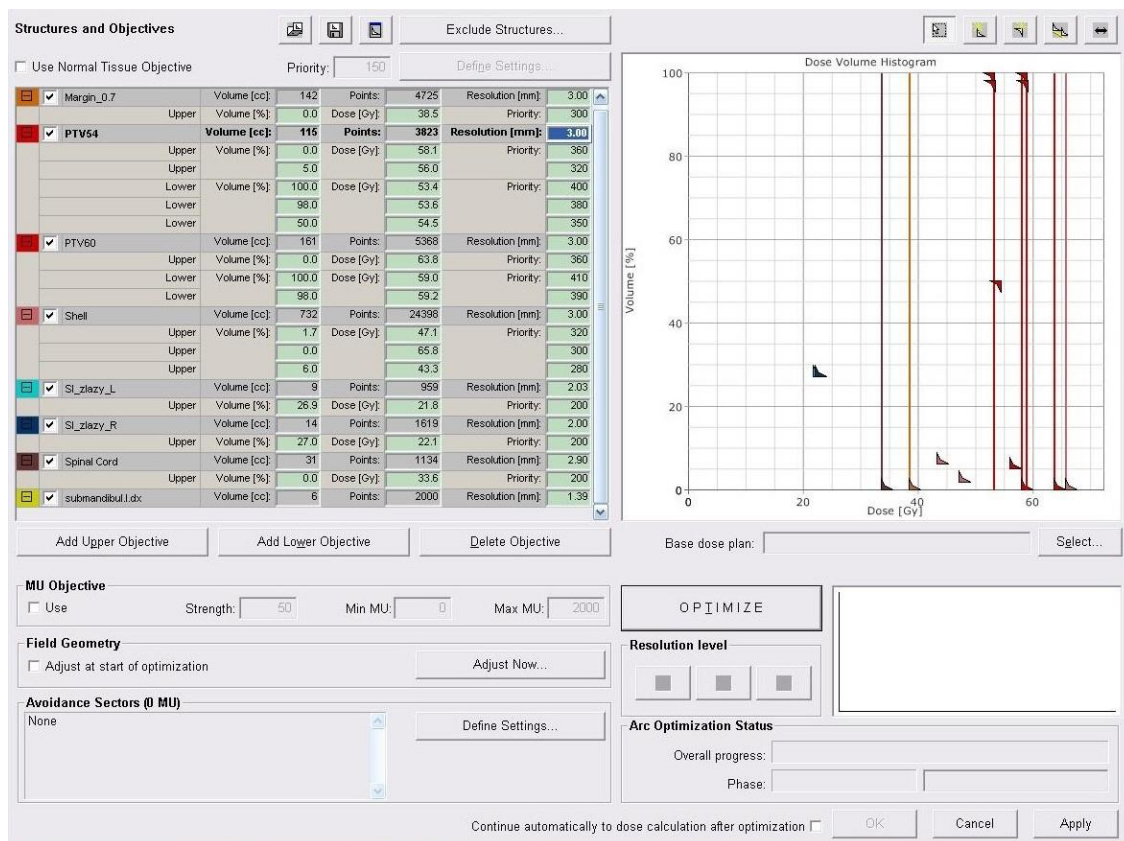 Structures and Objectives
Exclude Structures...
Use Normal Tissue Objective Priority: 150 Define Settings...
Margin_0.7 Volume [cc]: 142 Points: 4725 Resolution [mm]: 3.00
Upper Volume [%]: 0.0 Dose [Gy]: 38.5 Priority: 300
PTV54 Volume [cc]: 115 Points: 3823 Resolution [mm]: 3.00
Upper Volume [%]: 0.0 Dose [Gy]: 58.1 Priority: 360
Upper 5.0 56.0 320
Lower Volume [%]: 100.0 Dose [Gy]: 53.4 Priority: 400
Lower 98.0 53.6 380
Lower 50.0 54.5 350
PTV60 Volume [cc]: 161 Points: 5368 Resolution [mm]: 3.00
Upper Volume [%]: 0.0 Dose [Gy]: 63.8 Priority: 360
Lower Volume [%]: 100.0 Dose [Gy]: 59.0 Priority: 410
Lower 98.0 59.2 390
Shell Volume [cc]: 732 Points: 24398 Resolution [mm]: 3.00
Upper Volume [%]: 1.7 Dose [Gy]: 47.1 Priority: 320
Upper 0.0 65.8 300
Upper 6.0 43.3 280
SI_zlazy_L Volume [cc]: 9 Points: 959 Resolution [mm]: 2.03
Upper Volume [%]: 26.9 Dose [Gy]: 21.8 Priority: 200
SI_zlazy_R Volume [cc]: 14 Points: 1619 Resolution [mm]: 2.00
Upper Volume [%]: 27.0 Dose [Gy]: 22.1 Priority: 200
Spinal Cord Volume [cc]: 31 Points: 1134 Resolution [mm]: 2.90
Upper Volume [%]: 0.0 Dose [Gy]: 33.6 Priority: 200
submandibul.l.dx Volume [cc]: 6 Points: 2000 Resolution [mm]: 1.39
Add Upper Objective Add Lower Objective Delete Objective
Dose Volume Histogram
100
80
60
40
20
0
Volume [%]
0 20 40 60
Dose [Gy]
Base dose plan: Select...
MU Objective
Use Strength: 50 Min MU: 0 Max MU: 2000
Field Geometry
Adjust at start of optimization Adjust Now...
Avoidance Sectors (0 MU)
None
Define Settings...
OPTIMIZE
Resolution level
Arc Optimization Status
Overall progress:
Phase:
Continue automatically to dose calculation after optimization OK Cancel Apply